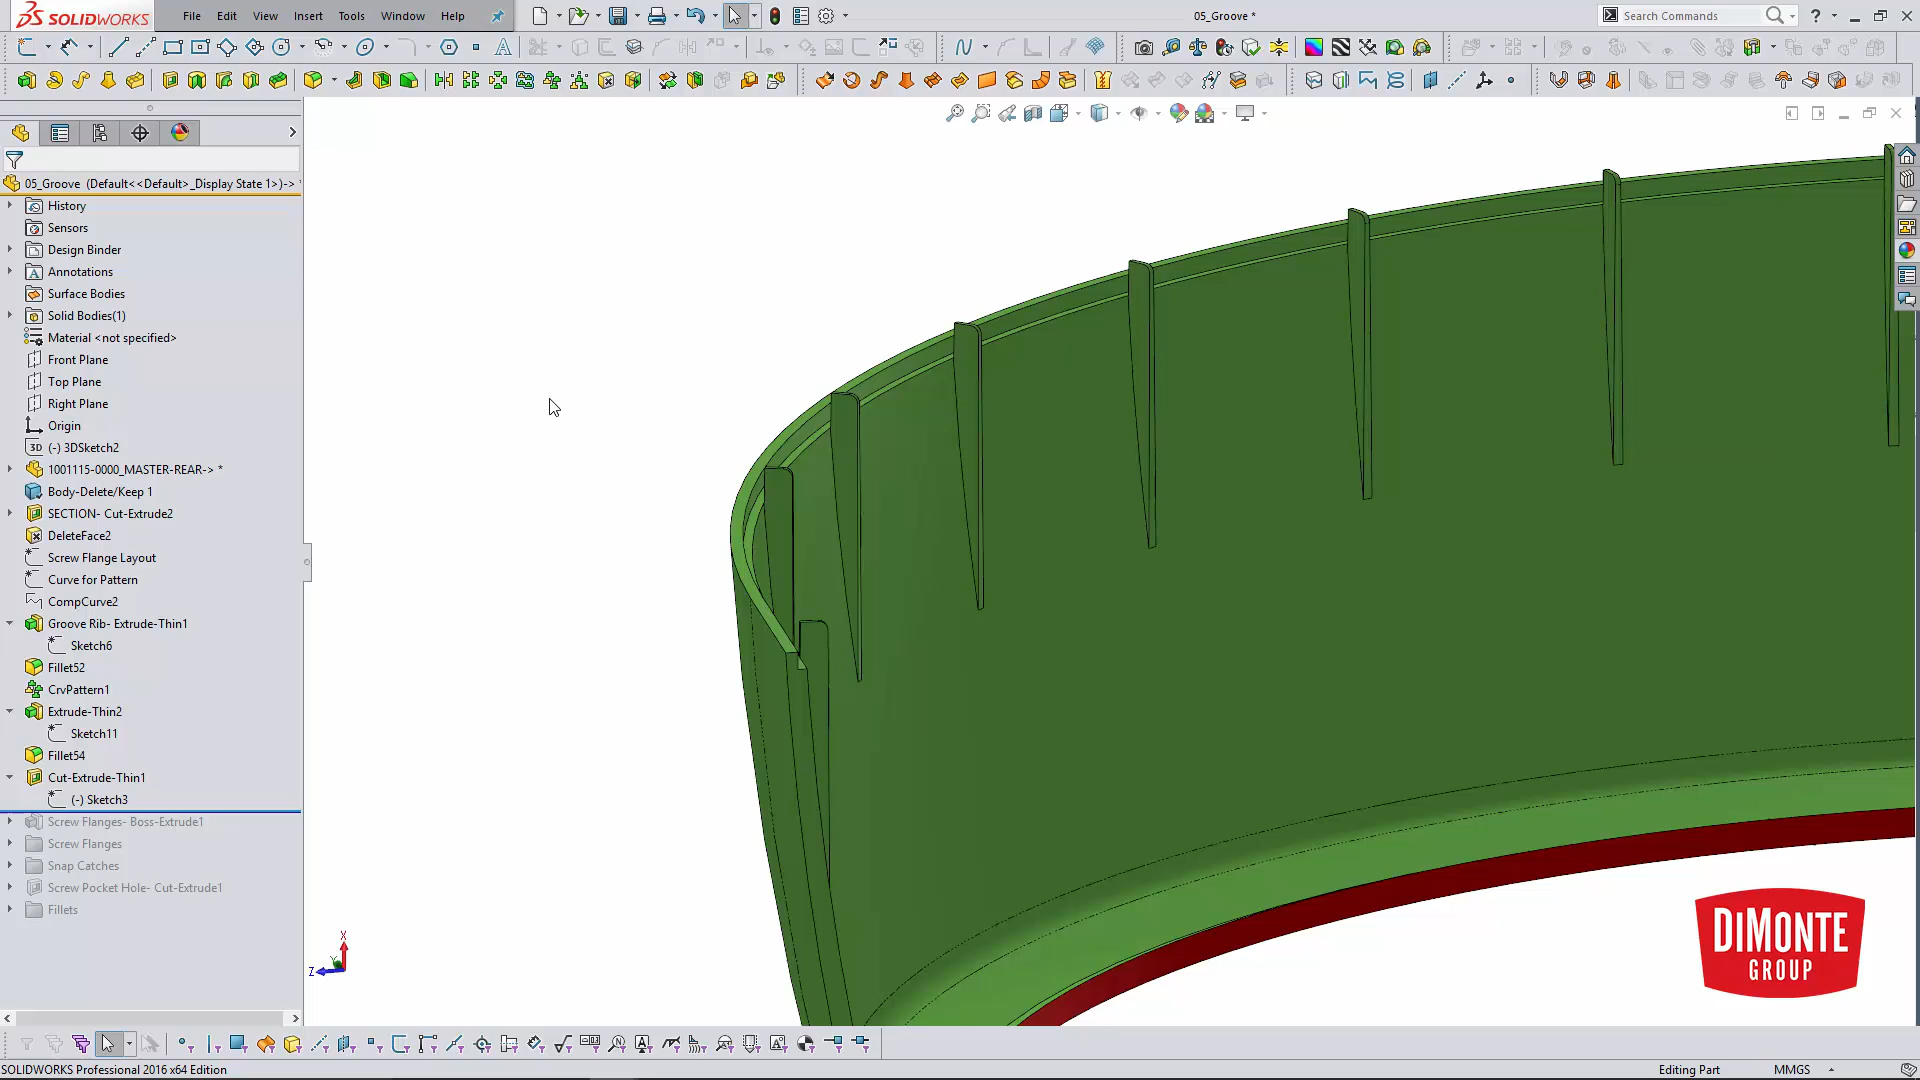 SOLIDWORKS
File Edit View Insert Tools Window Help
05_Groove *
Search Commands
05_Groove (Default<<Default>_Display State 1>)->
History
Sensors
Design Binder
Annotations
Surface Bodies
Solid Bodies(1)
Material <not specified>
Front Plane
Top Plane
Right Plane
Origin
3D (-) 3DSketch2
1001115-0000_MASTER-REAR-> *
Body-Delete/Keep 1
SECTION- Cut-Extrude2
DeleteFace2
Screw Flange Layout
Curve for Pattern
CompCurve2
Groove Rib- Extrude-Thin1
Sketch6
Fillet52
CrvPattern1
Extrude-Thin2
Sketch11
Fillet54
Cut-Extrude-Thin1
(-) Sketch3
Screw Flanges- Boss-Extrude1
Screw Flanges
Snap Catches
Screw Pocket Hole- Cut-Extrude1
Fillets
X
Y
Z
DIMONTE
GROUP
SOLIDWORKS Professional 2016 x64 Edition
Editing Part
MMGS